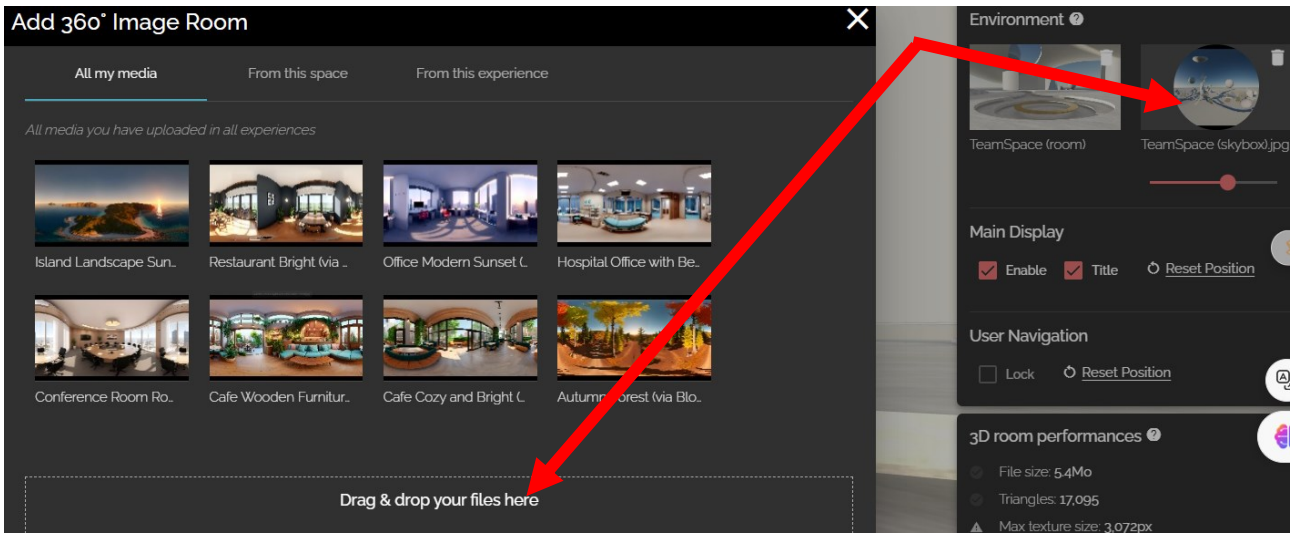 Add 360° Image Room
All my media
From this space
From this experience
All media you have uploaded in all experiences
Island Landscape Sun...
Restaurant Bright (via ...
Office Modern Sunset (...
Hospital Office with Be...
Conference Room Ro...
Cafe Wooden Furnitur...
Cafe Cozy and Bright (...
Autumn Forest (via Blo...
Drag & drop your files here
Environment
TeamSpace (room)
TeamSpace (skybox).jpg
Main Display
Enable
Title
Reset Position
User Navigation
Lock
Reset Position
3D room performances
File size: 5.4Mo
Triangles: 17,095
Max texture size: 3,072px